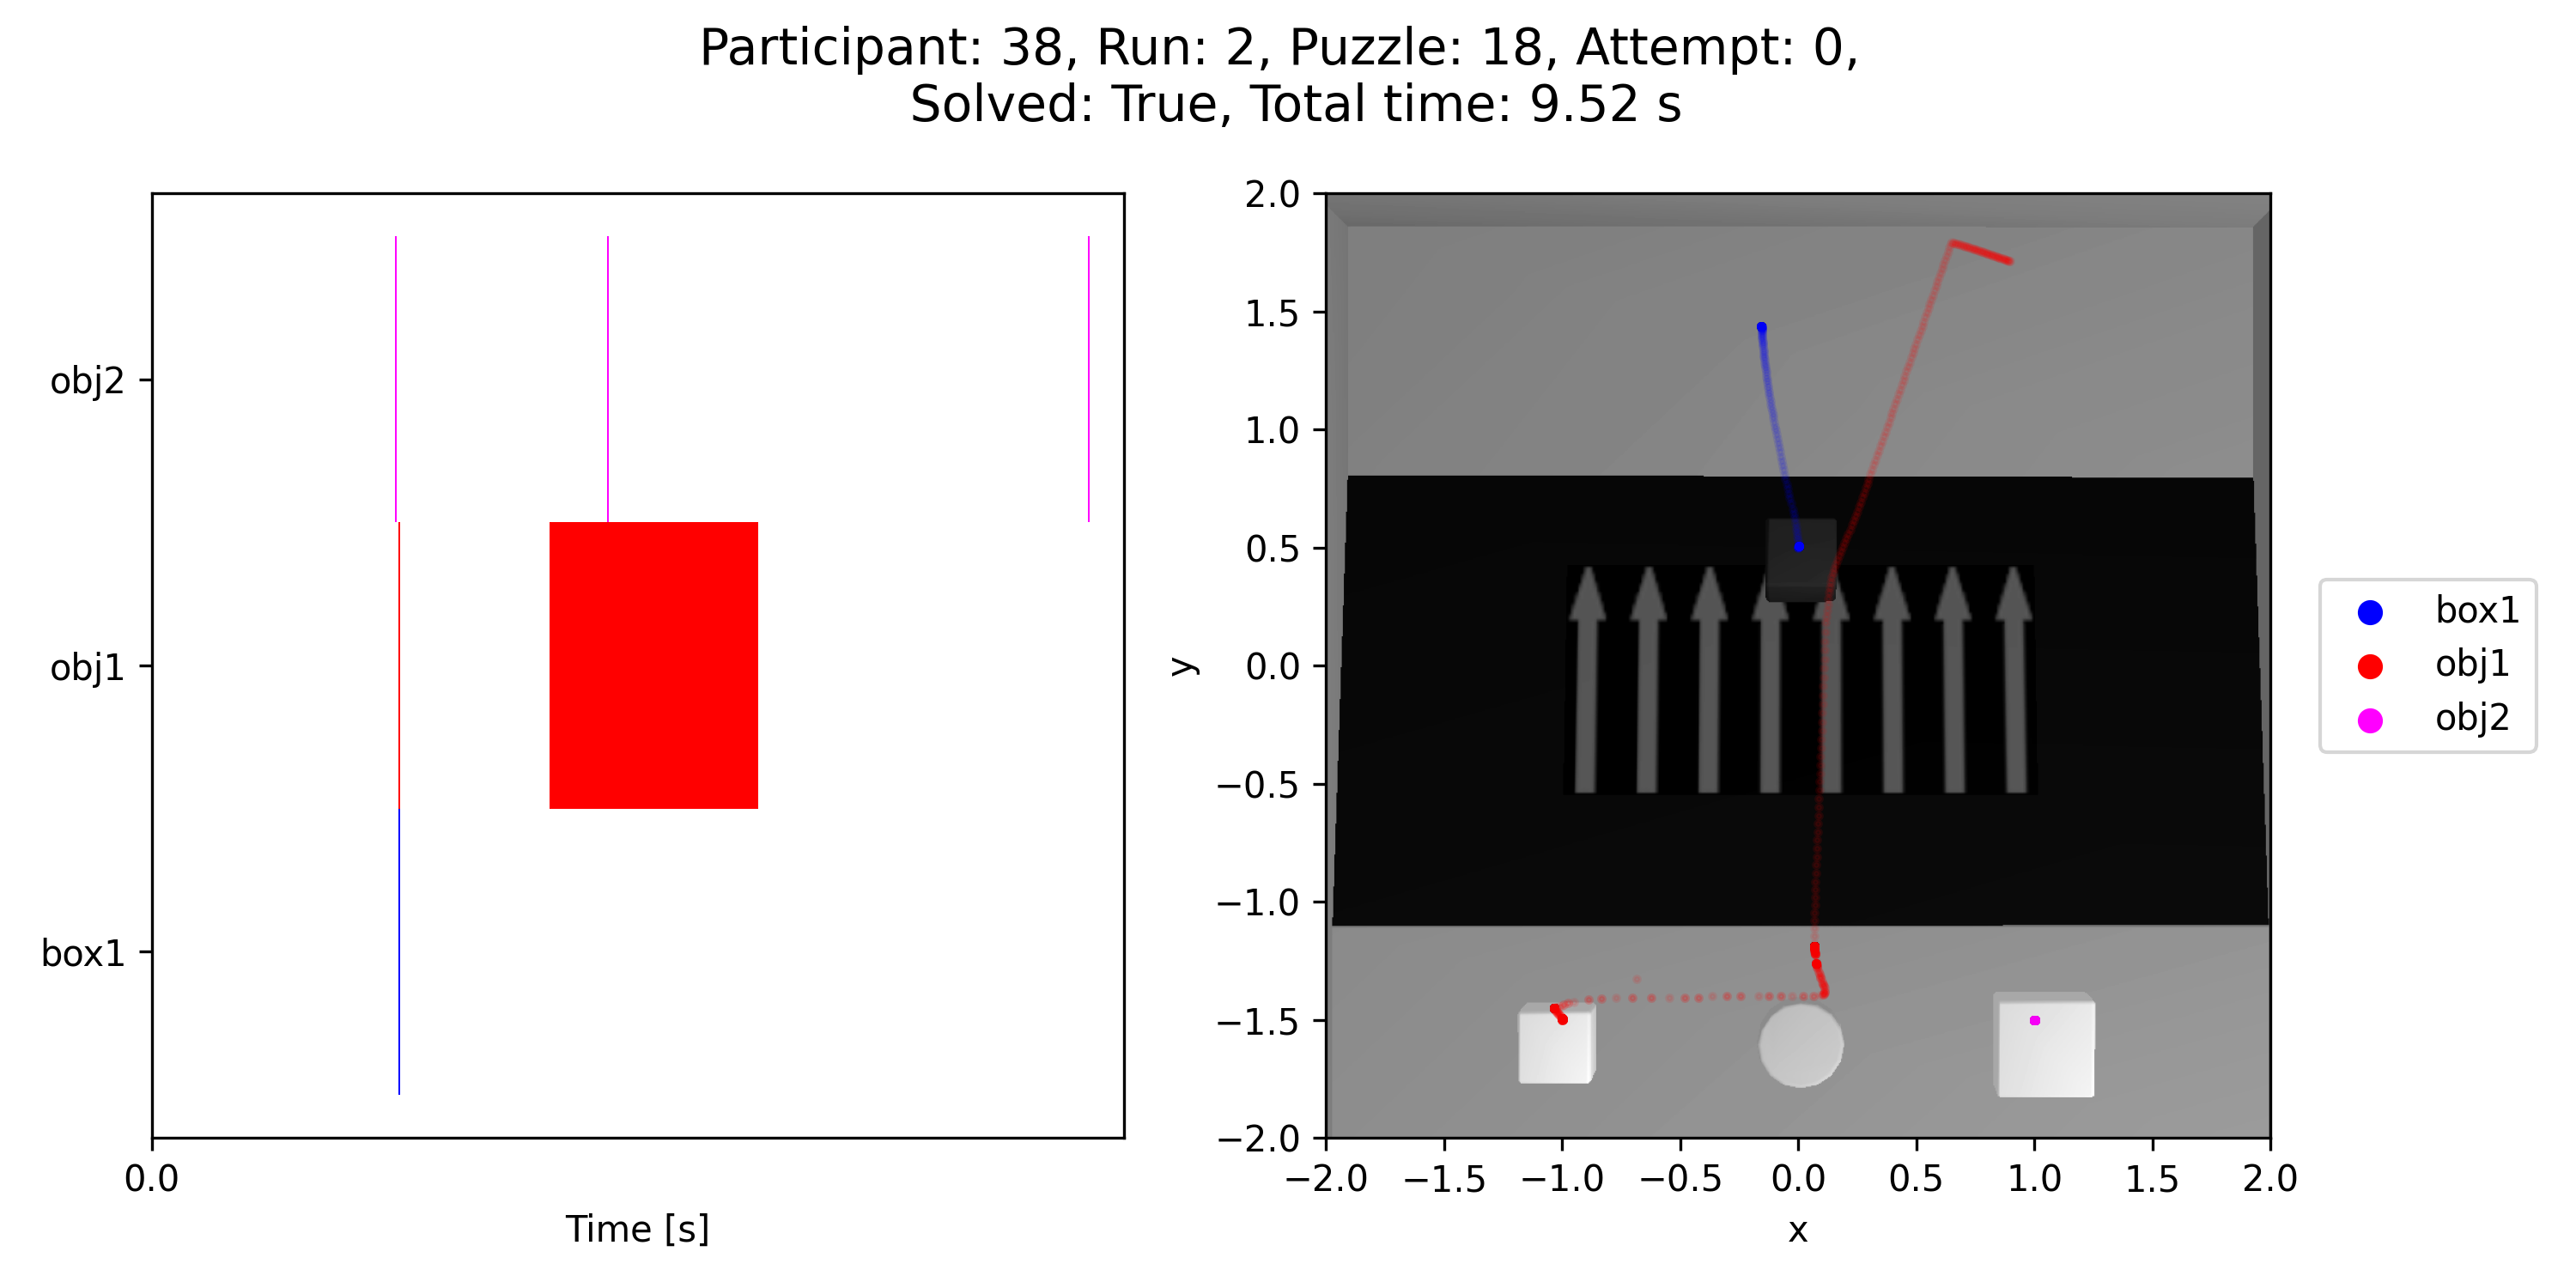 Participant: 38, Run: 2, Puzzle: 18, Attempt: 0,
Solved: True, Total time: 9.52 s
obj2
obj1
box1
0.0
Time [s]
2.0
1.5
1.0
0.5
0.0
−0.5
−1.0
−1.5
−2.0
y
−2.0 −1.5 −1.0 −0.5 0.0 0.5 1.0 1.5 2.0
x
box1
obj1
obj2